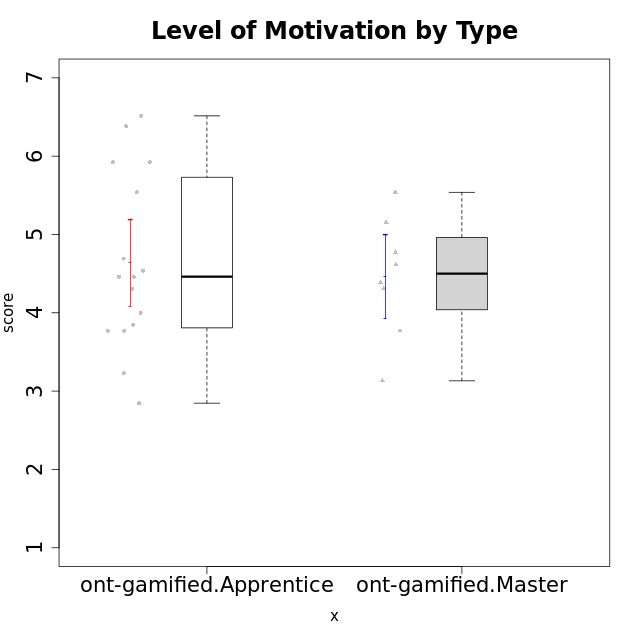 Level of Motivation by Type
7
6
5
4
3
2
1
score
ont-gamified.Apprentice
ont-gamified.Master
x